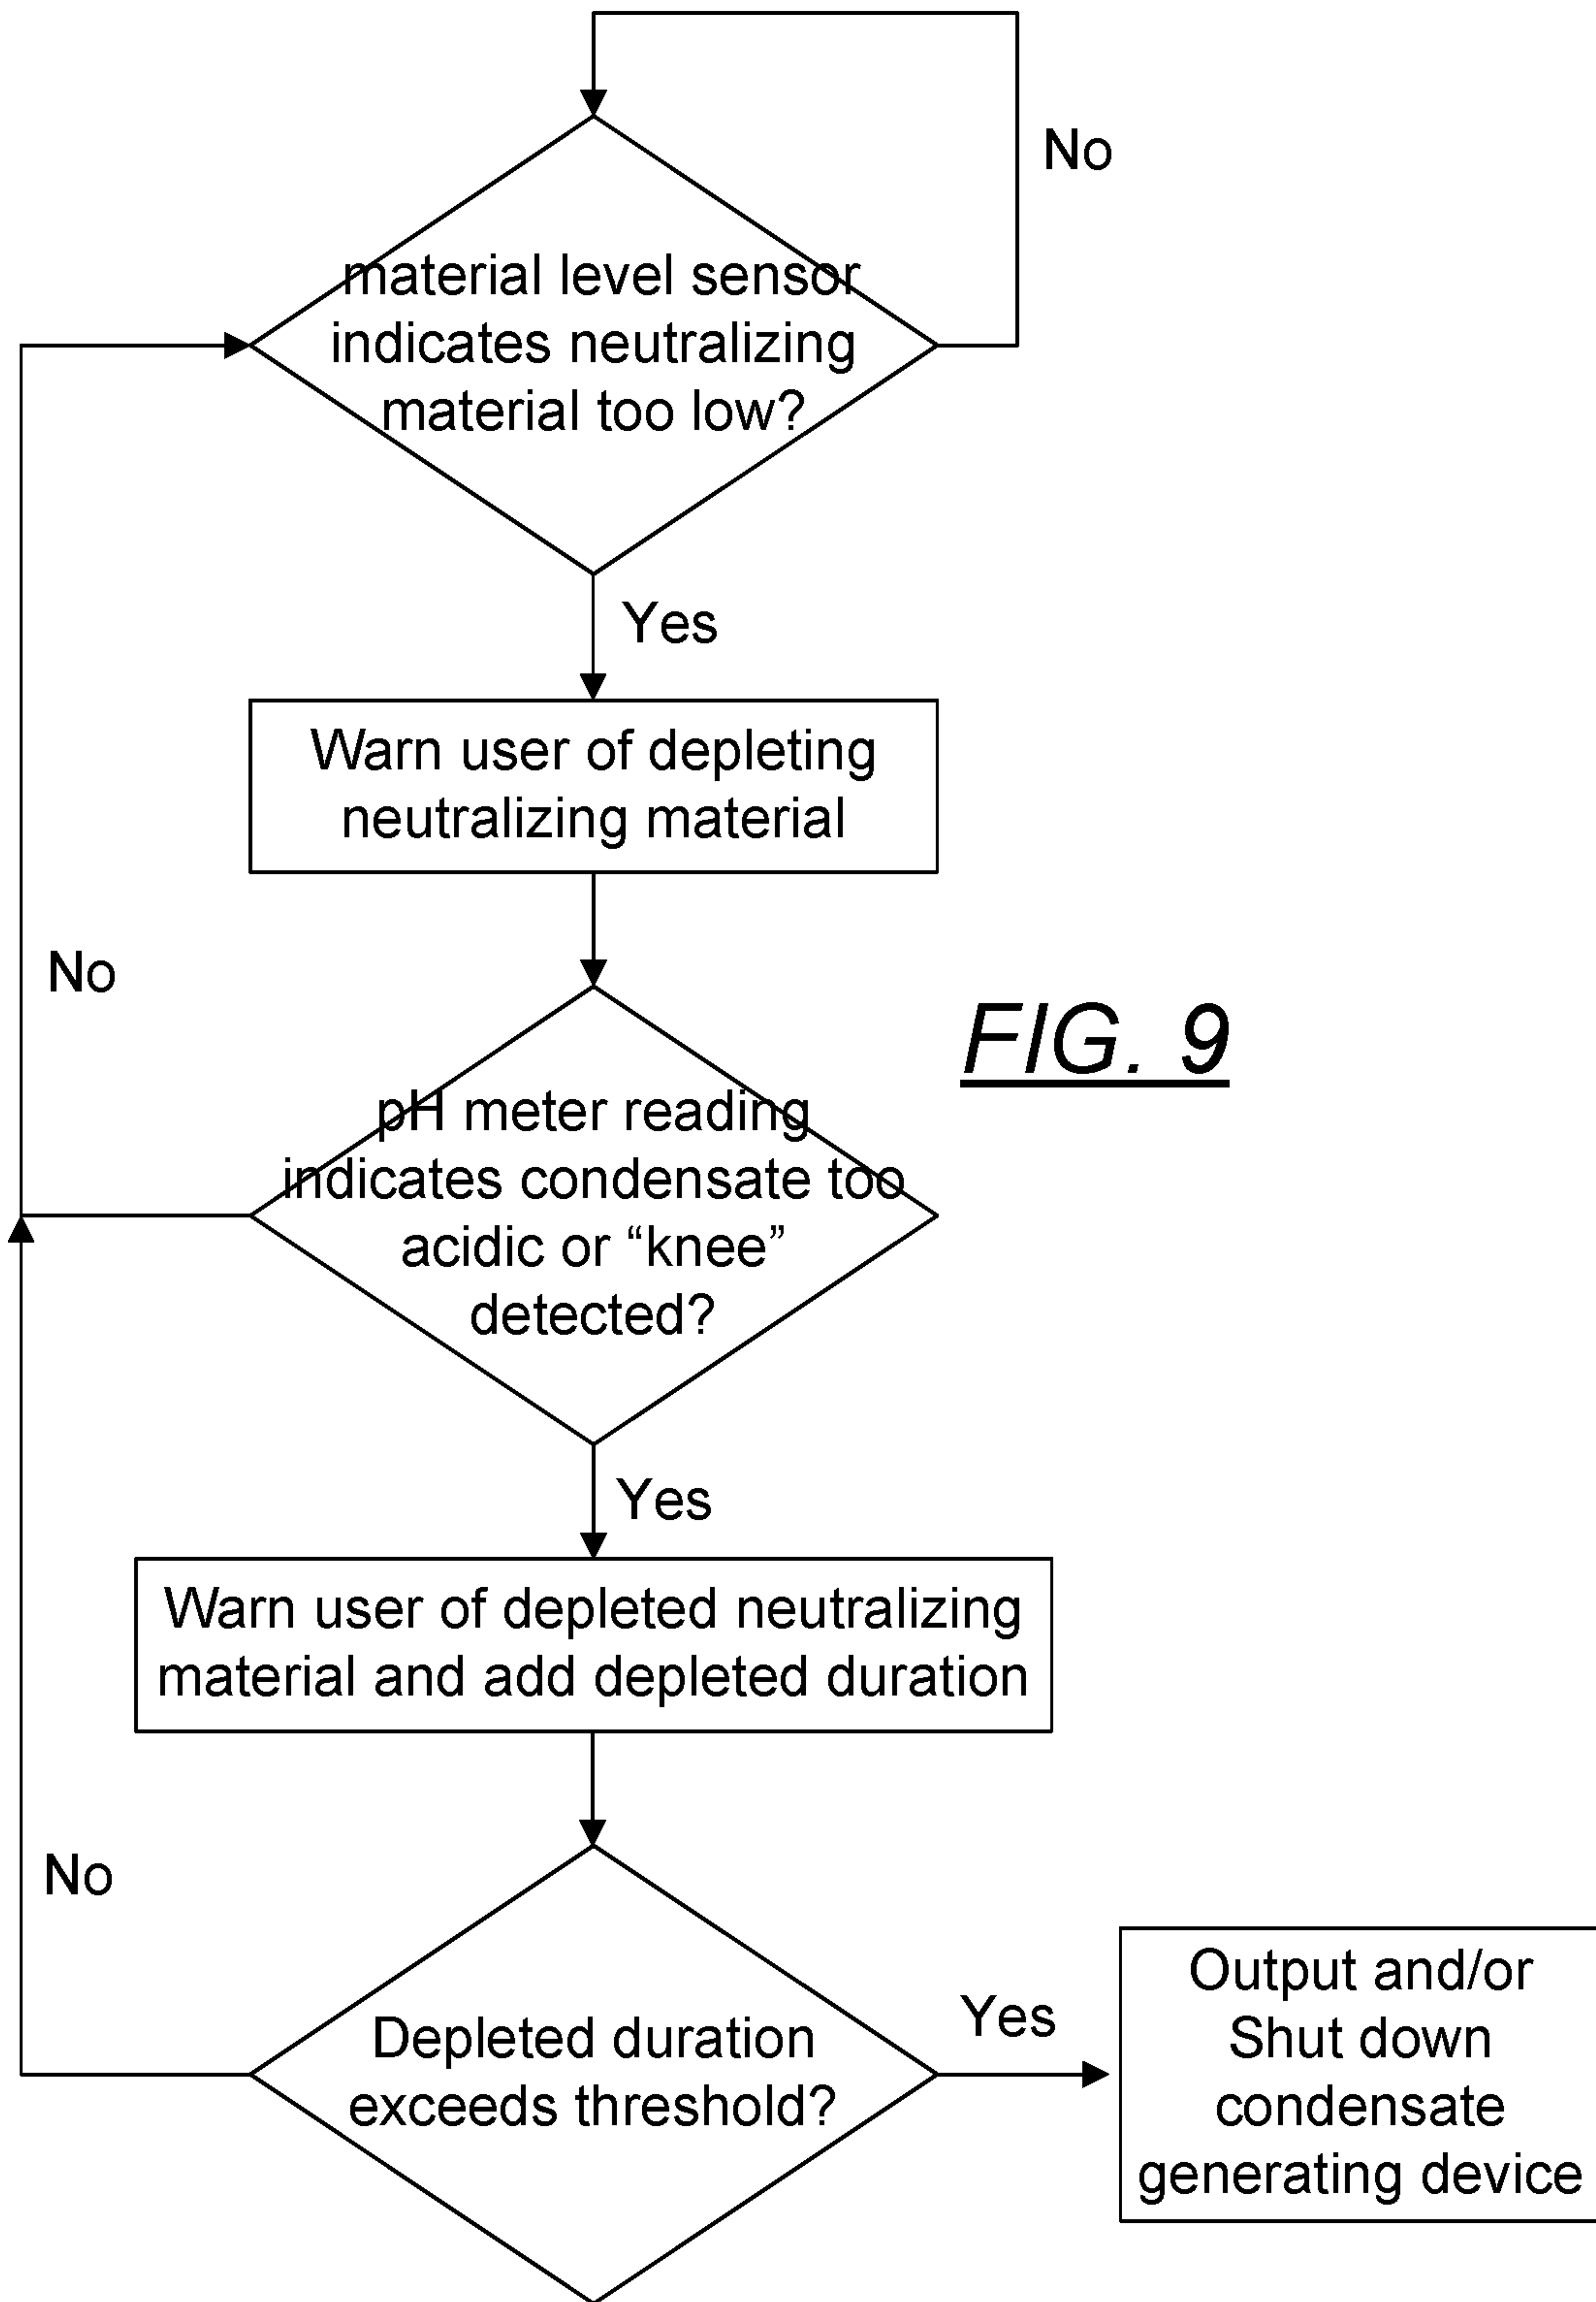 No
material level sensor
indicates neutralizing
material too low?
Yes
Warn user of depleting
neutralizing material
No
FIG. 9
pH meter reading
indicates condensate too
acidic or “knee”
detected?
Yes
Warn user of depleted neutralizing
material and add depleted duration
No
Depleted duration
exceeds threshold?
Yes
Output and/or
Shut down
condensate
generating device